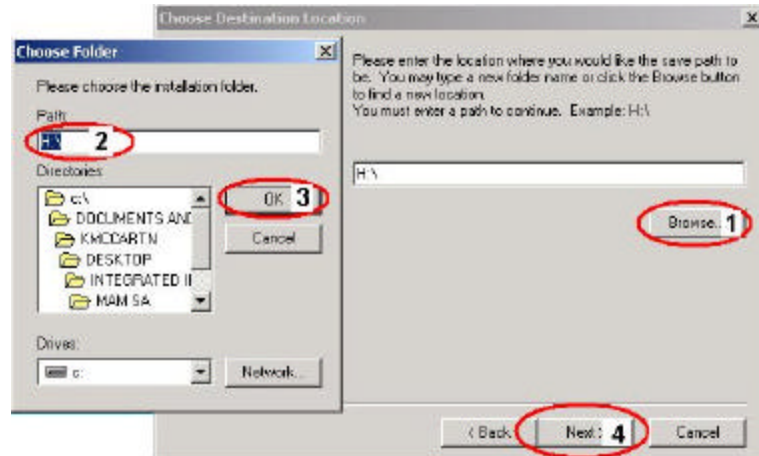 Choose Destination Location
Choose Folder
Please choose the installation folder.
Path:
H:\ 2
Directories:
c:\
DOCUMENTS AND
KMCCARTN
DESKTOP
INTEGRATED
MAM SA
OK 3
Cancel
Drives:
c:
Network...
Please enter the location where you would like the save path to
be. You may type a new folder name or click the Browse button
to find a new location.
You must enter a path to continue. Example: H:\
H:\
Browse.. 1
< Back
Next 4
Cancel